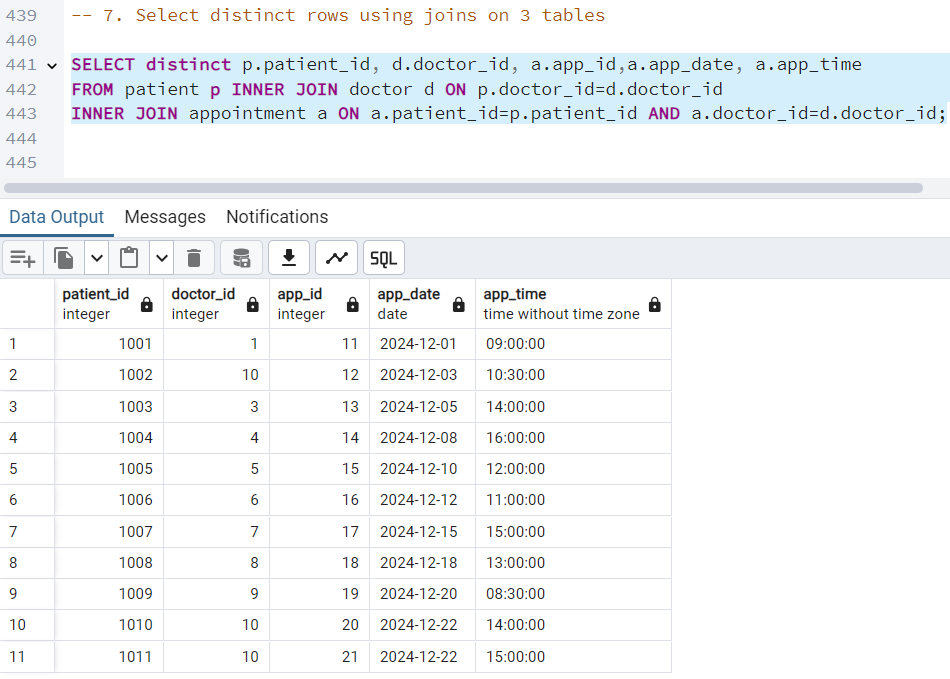 439 -- 7. Select distinct rows using joins on 3 tables
440
441 SELECT distinct p.patient_id, d.doctor_id, a.app_id,a.app_date, a.app_time
442 FROM patient p INNER JOIN doctor d ON p.doctor_id=d.doctor_id
443 INNER JOIN appointment a ON a.patient_id=p.patient_id AND a.doctor_id=d.doctor_id;
444
445
Data Output Messages Notifications
SQL
patient_id doctor_id app_id app_date app_time
integer integer integer date time without time zone
1 1001 1 11 2024-12-01 09:00:00
2 1002 10 12 2024-12-03 10:30:00
3 1003 3 13 2024-12-05 14:00:00
4 1004 4 14 2024-12-08 16:00:00
5 1005 5 15 2024-12-10 12:00:00
6 1006 6 16 2024-12-12 11:00:00
7 1007 7 17 2024-12-15 15:00:00
8 1008 8 18 2024-12-18 13:00:00
9 1009 9 19 2024-12-20 08:30:00
10 1010 10 20 2024-12-22 14:00:00
11 1011 10 21 2024-12-22 15:00:00